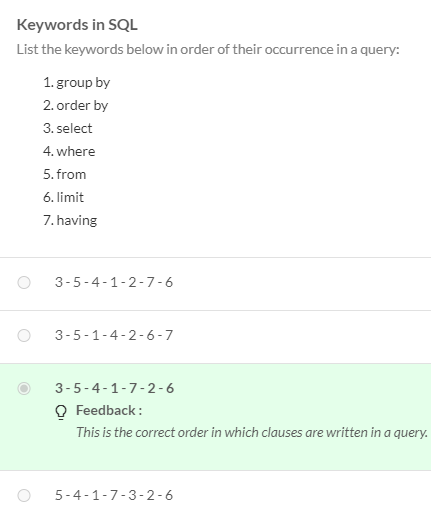 Keywords in SQL
List the keywords below in order of their occurrence in a query:
1. group by
2. order by
3. select
4. where
5. from
6. limit
7. having
3 - 5 - 4 - 1 - 2 - 7 - 6
3 - 5 - 1 - 4 - 2 - 6 - 7
3 - 5 - 4 - 1 - 7 - 2 - 6
Feedback :
This is the correct order in which clauses are written in a query.
5 - 4 - 1 - 7 - 3 - 2 - 6